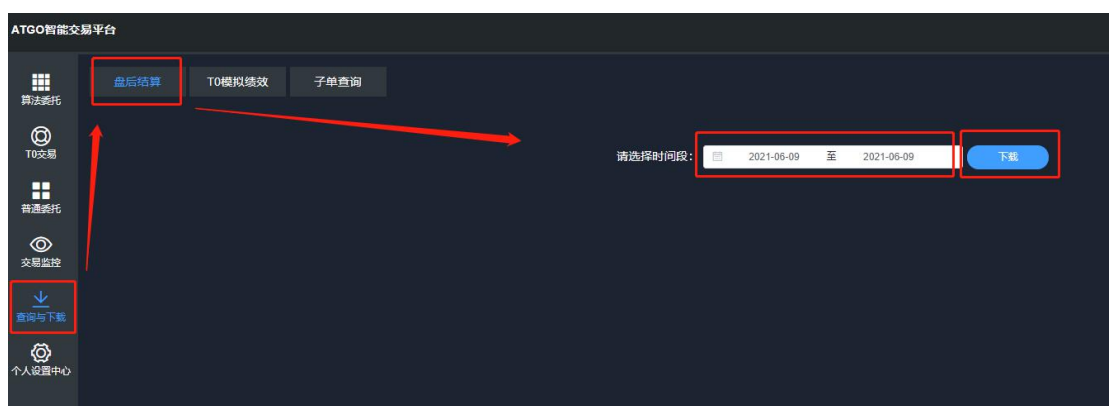 ATGO智能交易平台
盘后结算 T0模拟绩效 子单查询
算法委托
T0交易
请选择时间段： 2021-06-09 至 2021-06-09 下载
普通委托
交易监控
查询与下载
个人设置中心